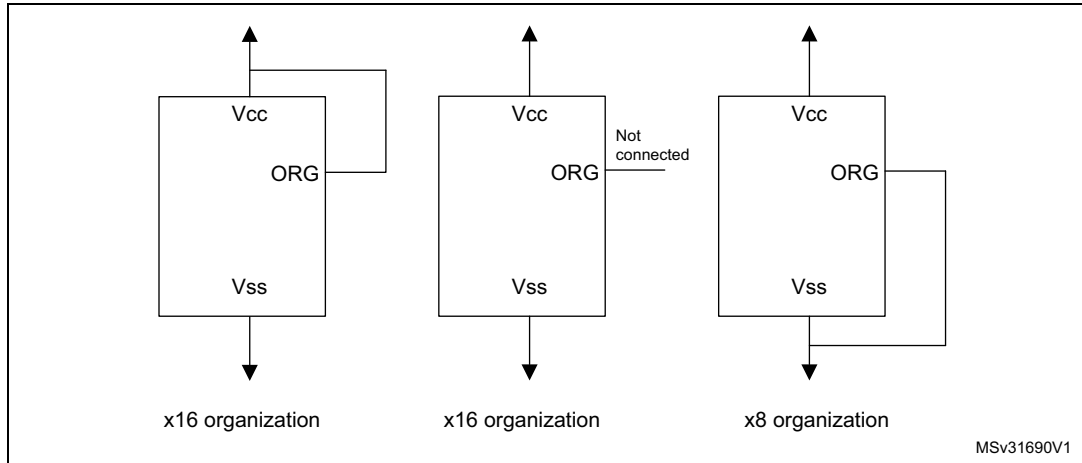 Vcc
ORG
Vss
x16 organization
Vcc
Not
connected
ORG
Vss
x16 organization
Vcc
ORG
Vss
x8 organization
MSv31690V1